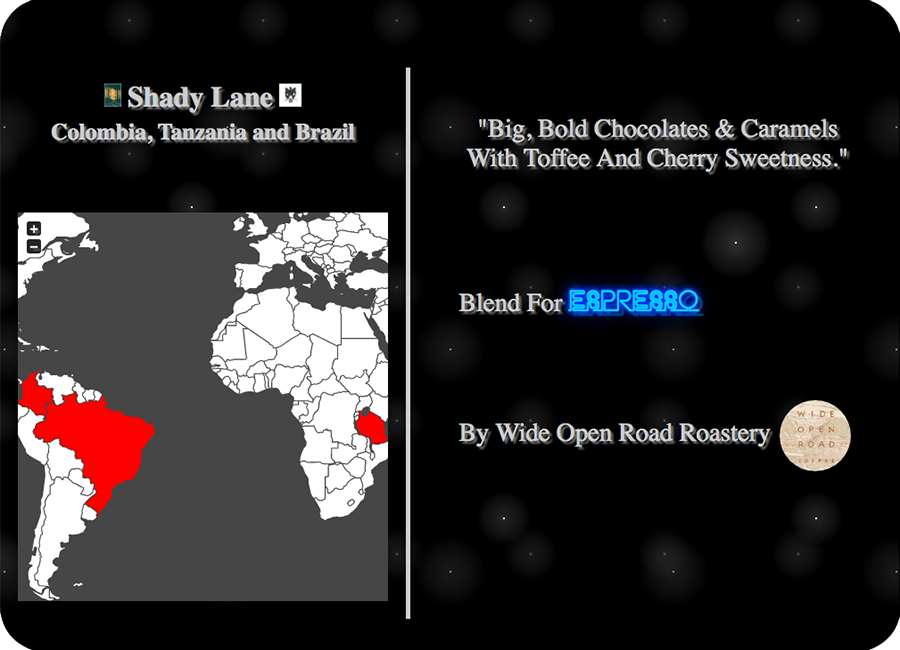 Shady Lane
Colombia, Tanzania and Brazil
+
−
"Big, Bold Chocolates & Caramels
With Toffee And Cherry Sweetness."
Blend For ESPRESSO
By Wide Open Road Roastery
WIDE
OPEN
ROAD
COFFEE